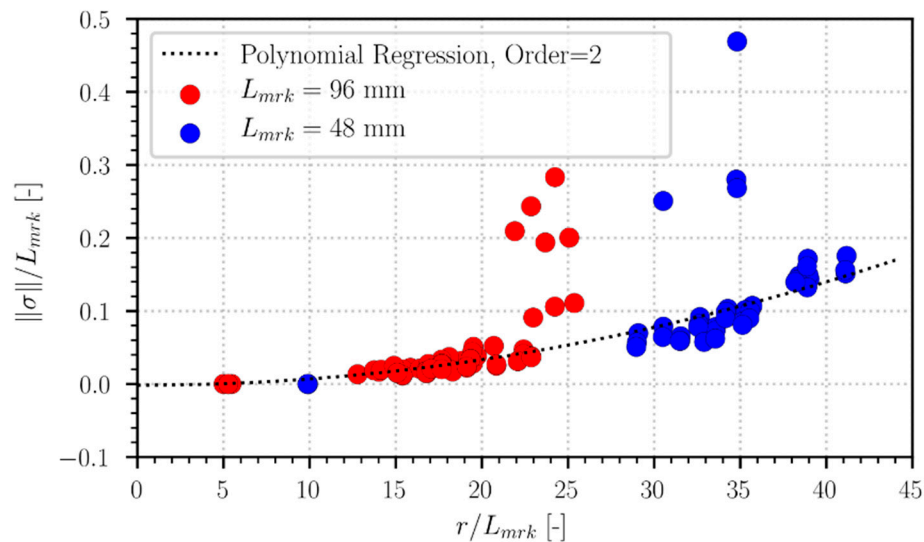 0.5
0.4
0.3
0.2
0.1
0.0
−0.1
||σ||/L_mrk [-]
Polynomial Regression, Order=2
L_mrk = 96 mm
L_mrk = 48 mm
0 5 10 15 20 25 30 35 40 45
r/L_mrk [-]